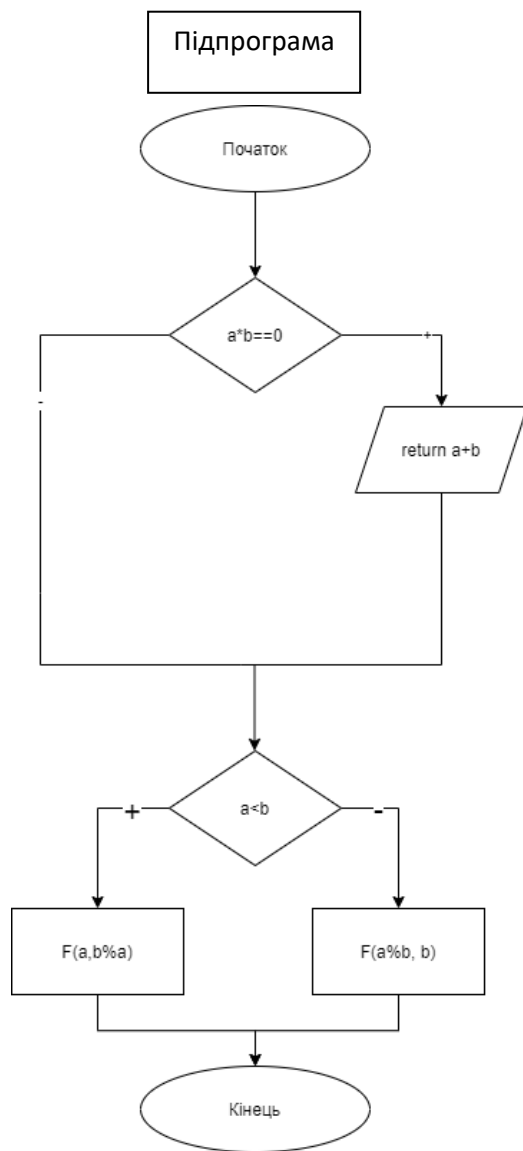 Підпрограма
Початок
a*b==0
-
+
return a+b
a<b
+
-
F(a,b%a)
F(a%b, b)
Кінець